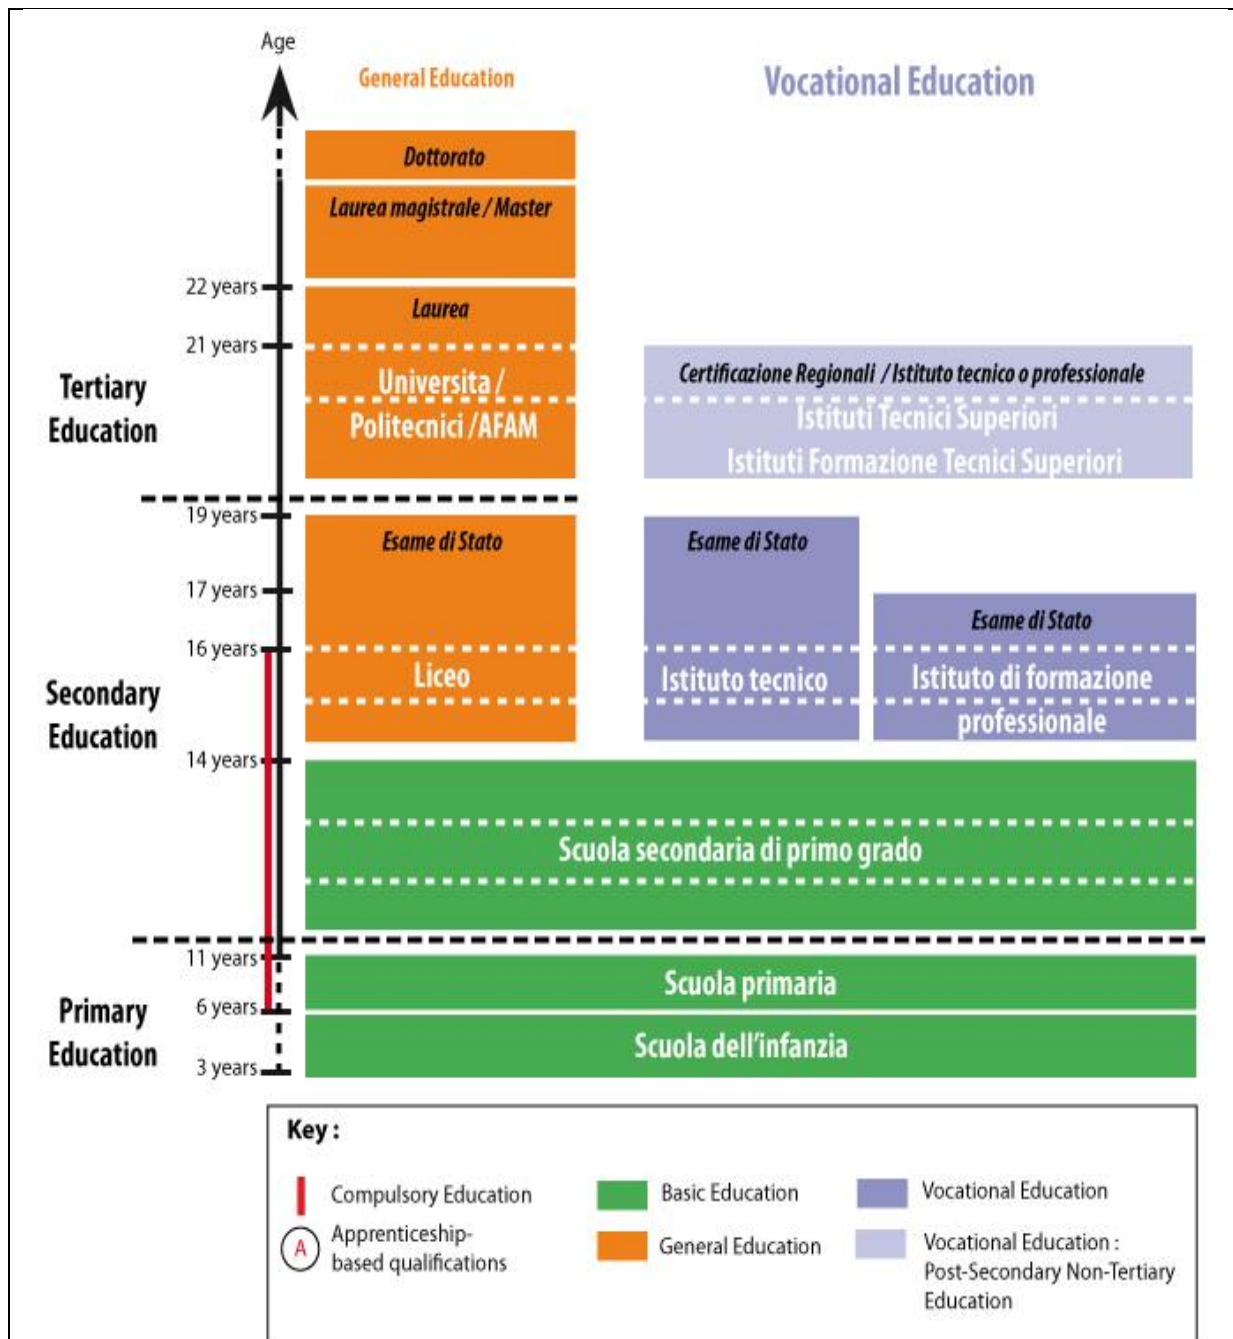 Age
General Education
Vocational Education
Dottorato
Laurea magistrale / Master
22 years
Laurea
21 years
Tertiary
Education
Universita /
Politecnici /AFAM
Certificazione Regionali / Istituto tecnico o professionale
Istituti Tecnici Superiori
Istituti Formazione Tecnici Superiori
19 years
Esame di Stato
Esame di Stato
17 years
Esame di Stato
16 years
Secondary
Education
Liceo
Istituto tecnico
Istituto di formazione
professionale
14 years
Scuola secondaria di primo grado
11 years
Scuola primaria
6 years
Primary
Education
Scuola dell'infanzia
3 years
Key :
Compulsory Education
Basic Education
Vocational Education
A
Apprenticeship-
based qualifications
General Education
Vocational Education :
Post-Secondary Non-Tertiary
Education